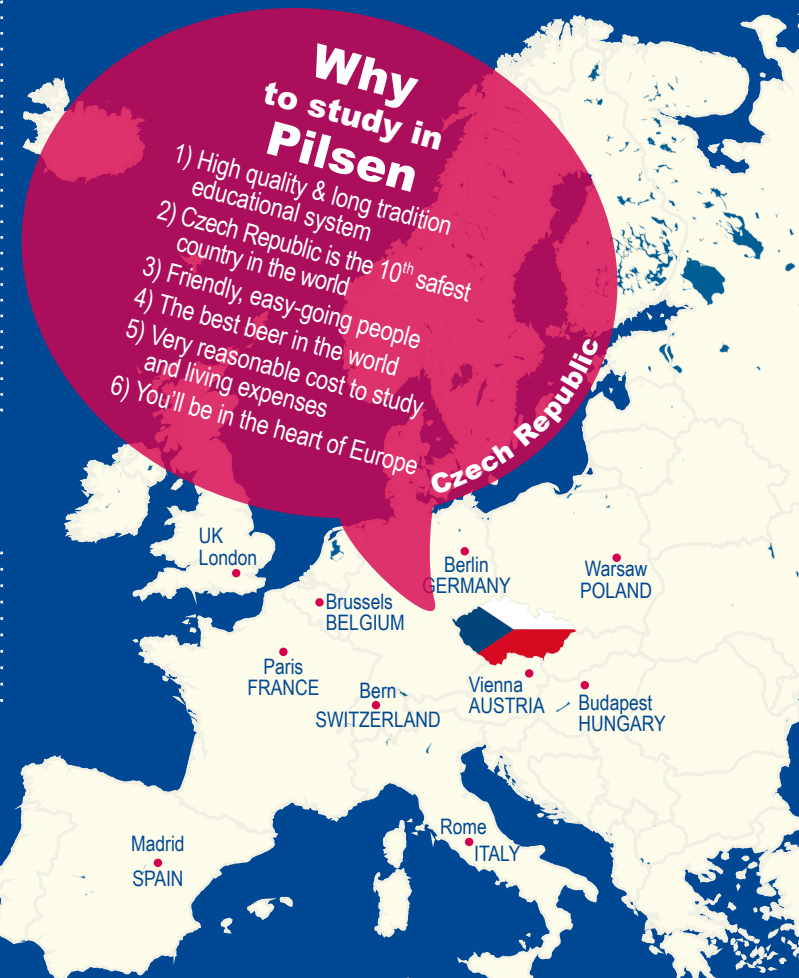 Why
to study in
Pilsen
1) High quality & long tradition
educational system
2) Czech Republic is the 10th safest
country in the world
3) Friendly, easy-going people
4) The best beer in the world
5) Very reasonable cost to study
and living expenses
6) You'll be in the heart of Europe
Czech Republic
UK
London
Berlin
GERMANY
Warsaw
POLAND
Brussels
BELGIUM
Paris
FRANCE
Bern
SWITZERLAND
Vienna
AUSTRIA
Budapest
HUNGARY
Madrid
SPAIN
Rome
ITALY